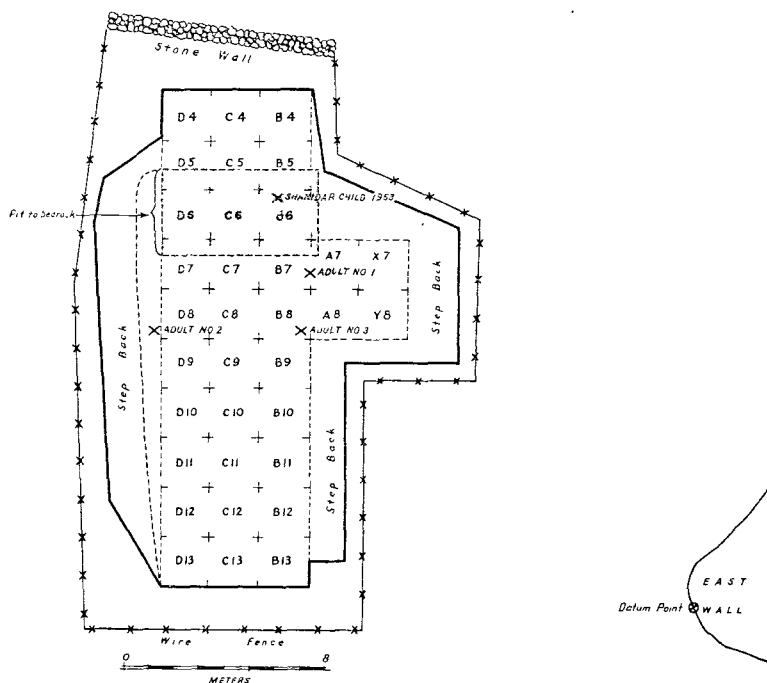 Stone Wall
D4 C4 B4
D5 C5 B5
SHANIDAR CHILD 1953
Pit to bedrock
D6 C6 B6
A7 X7
D7 C7 B7
ADULT NO 1
D8 C8 B8 A8 Y8
ADULT NO 2
ADULT NO 3
Step Back
Step Back
Step Back
D9 C9 B9
D10 C10 B10
D11 C11 B11
D12 C12 B12
D13 C13 B13
Wire Fence
0 8
METERS
EAST
Datum Point WALL